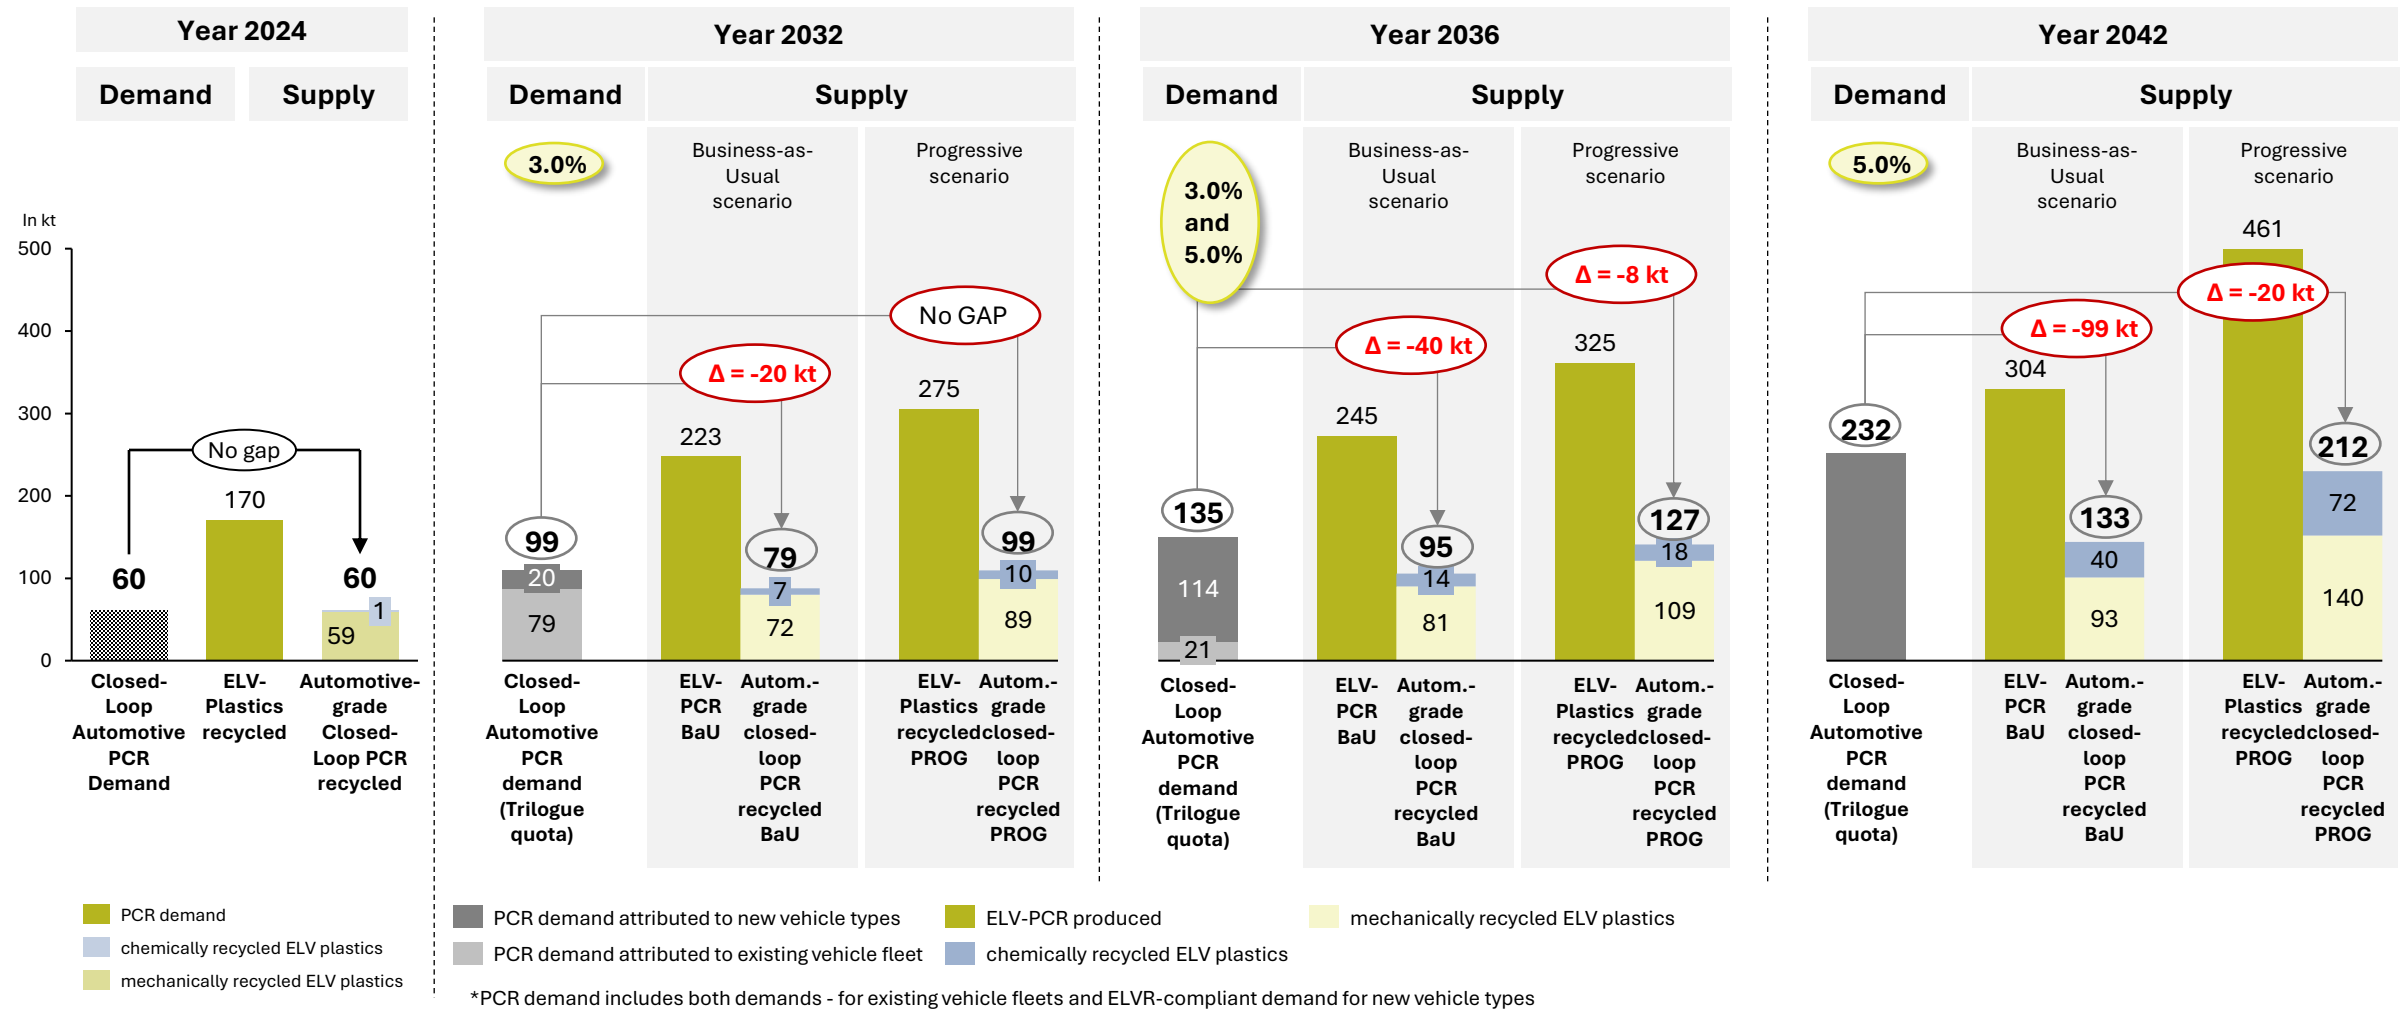 Year 2024
Demand
Supply
In kt
500
400
300
200
100
0
No gap
60
170
60
1
59
Closed-
Loop
Automotive
PCR
Demand
ELV-
Plastics
recycled
Automotive-
grade
Closed-
Loop PCR
recycled
Year 2032
Demand
Supply
3.0%
Business-as-
Usual
scenario
Progressive
scenario
No GAP
Δ = -20 kt
99
20
79
223
79
7
72
275
99
10
89
Closed-
Loop
Automotive
PCR
demand
(Trilogue
quota)
ELV-
PCR
BaU
Autom.-
grade
closed-
loop
PCR
recycled
BaU
ELV-
Plastics
recycled
PROG
Autom.-
grade
closed-
loop
PCR
recycled
PROG
Year 2036
Demand
Supply
3.0%
and
5.0%
Business-as-
Usual
scenario
Progressive
scenario
Δ = -8 kt
Δ = -40 kt
135
114
21
245
95
14
81
325
127
18
109
Closed-
Loop
Automotive
PCR
demand
(Trilogue
quota)
ELV-
PCR
BaU
Autom.-
grade
closed-
loop
PCR
recycled
BaU
ELV-
Plastics
recycled
PROG
Autom.-
grade
closed-
loop
PCR
recycled
PROG
Year 2042
Demand
Supply
5.0%
Business-as-
Usual
scenario
Progressive
scenario
461
Δ = -20 kt
Δ = -99 kt
232
304
133
40
93
212
72
140
Closed-
Loop
Automotive
PCR
demand
(Trilogue
quota)
ELV-
PCR
BaU
Autom.-
grade
closed-
loop
PCR
recycled
BaU
ELV-
Plastics
recycled
PROG
Autom.-
grade
closed-
loop
PCR
recycled
PROG
PCR demand
chemically recycled ELV plastics
mechanically recycled ELV plastics
PCR demand attributed to new vehicle types
PCR demand attributed to existing vehicle fleet
ELV-PCR produced
chemically recycled ELV plastics
mechanically recycled ELV plastics
*PCR demand includes both demands - for existing vehicle fleets and ELVR-compliant demand for new vehicle types